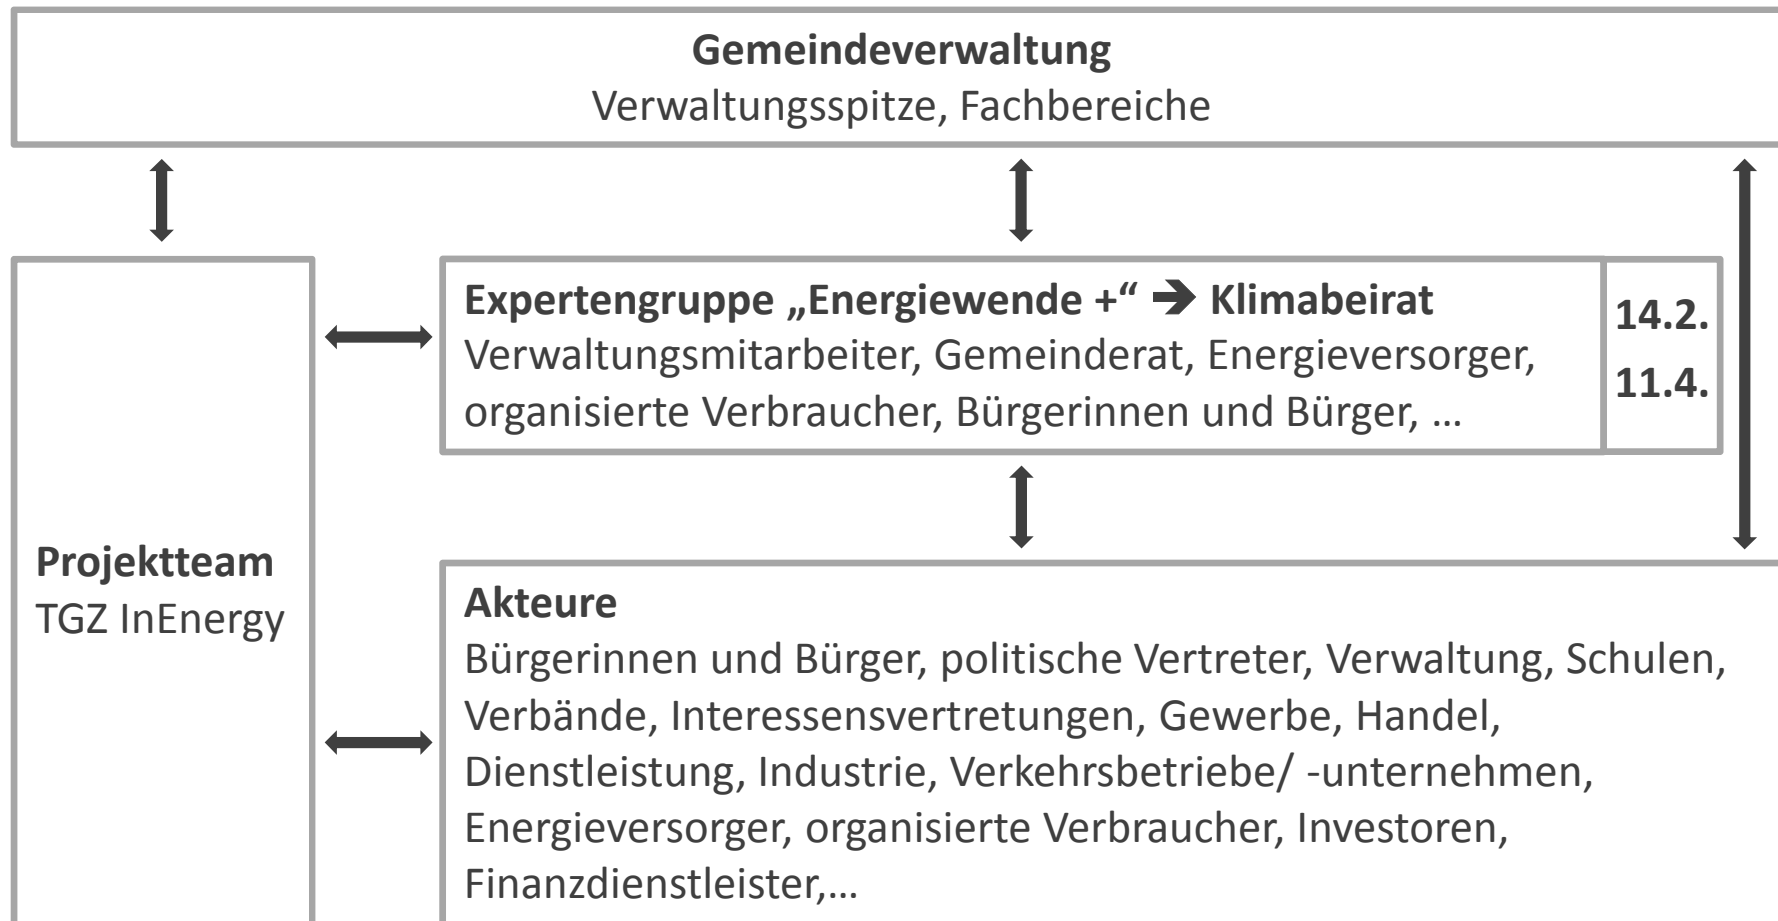 Gemeindeverwaltung
Verwaltungsspitze, Fachbereiche
Expertengruppe „Energiewende +“ ➔ Klimabeirat
Verwaltungsmitarbeiter, Gemeinderat, Energieversorger,
organisierte Verbraucher, Bürgerinnen und Bürger, …
14.2.
11.4.
Projektteam
TGZ InEnergy
Akteure
Bürgerinnen und Bürger, politische Vertreter, Verwaltung, Schulen,
Verbände, Interessensvertretungen, Gewerbe, Handel,
Dienstleistung, Industrie, Verkehrsbetriebe/ -unternehmen,
Energieversorger, organisierte Verbraucher, Investoren,
Finanzdienstleister,…